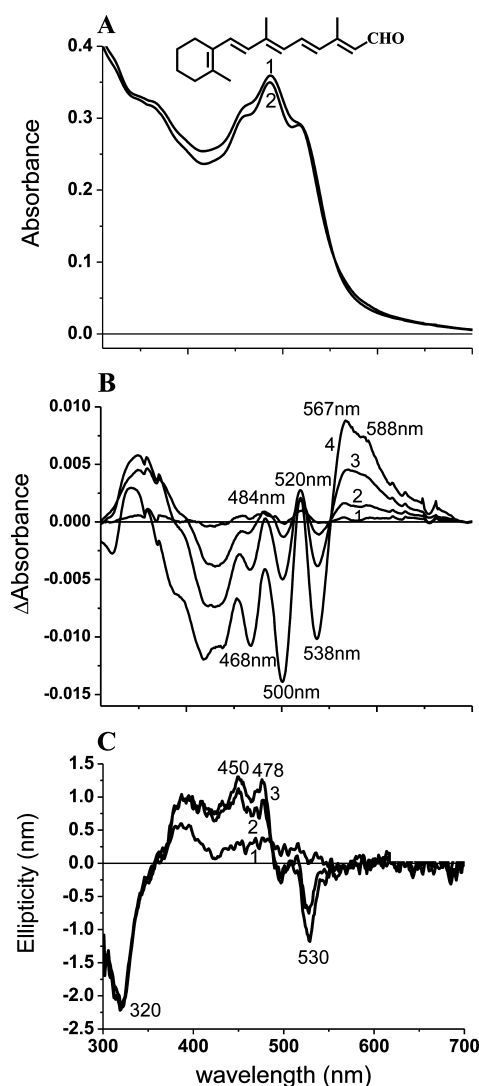 A
CHO
1
2
0.4
0.3
0.2
0.1
0.0
Absorbance
B
567nm
588nm
4
3
2
1
520nm
484nm
468nm
500nm
538nm
0.010
0.005
0.000
-0.005
-0.010
-0.015
ΔAbsorbance
C
450 478
3
2
1
530
320
1.5
1.0
0.5
0.0
-0.5
-1.0
-1.5
-2.0
-2.5
Ellipticity (nm)
300 400 500 600 700
wavelength (nm)